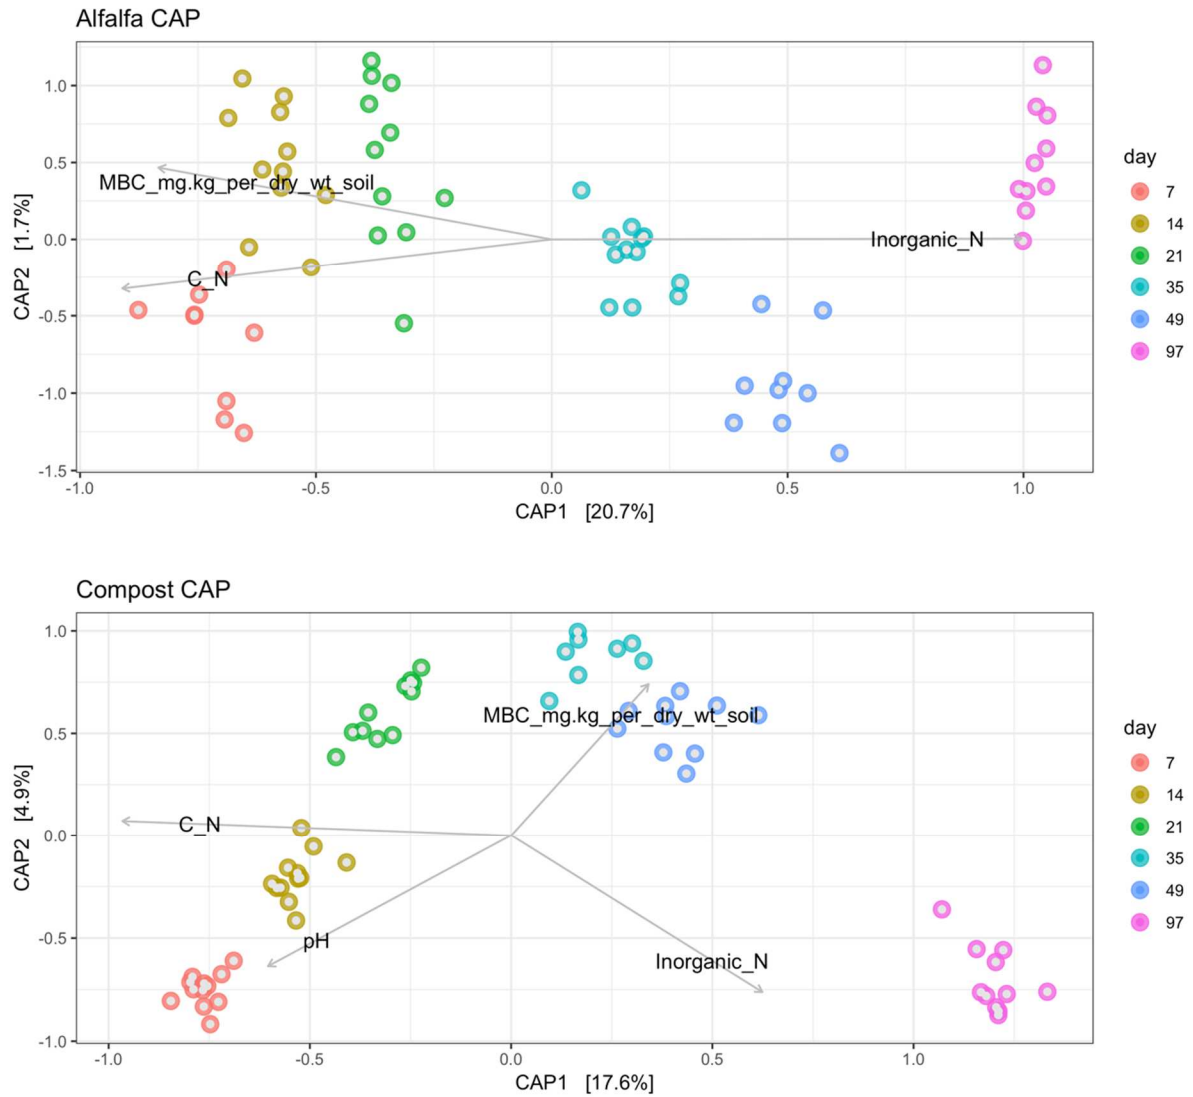 Alfalfa CAP
1.0
0.5
0.0
-0.5
-1.0
-1.5
CAP2 [1.7%]
MBC_mg.kg_per_dry_wt_soil
Inorganic_N
C_N
-1.0 -0.5 0.0 0.5 1.0
CAP1 [20.7%]
day
7
14
21
35
49
97
Compost CAP
1.0
0.5
0.0
-0.5
-1.0
CAP2 [4.9%]
MBC_mg.kg_per_dry_wt_soil
C_N
pH
Inorganic_N
-1.0 -0.5 0.0 0.5 1.0
CAP1 [17.6%]
day
7
14
21
35
49
97